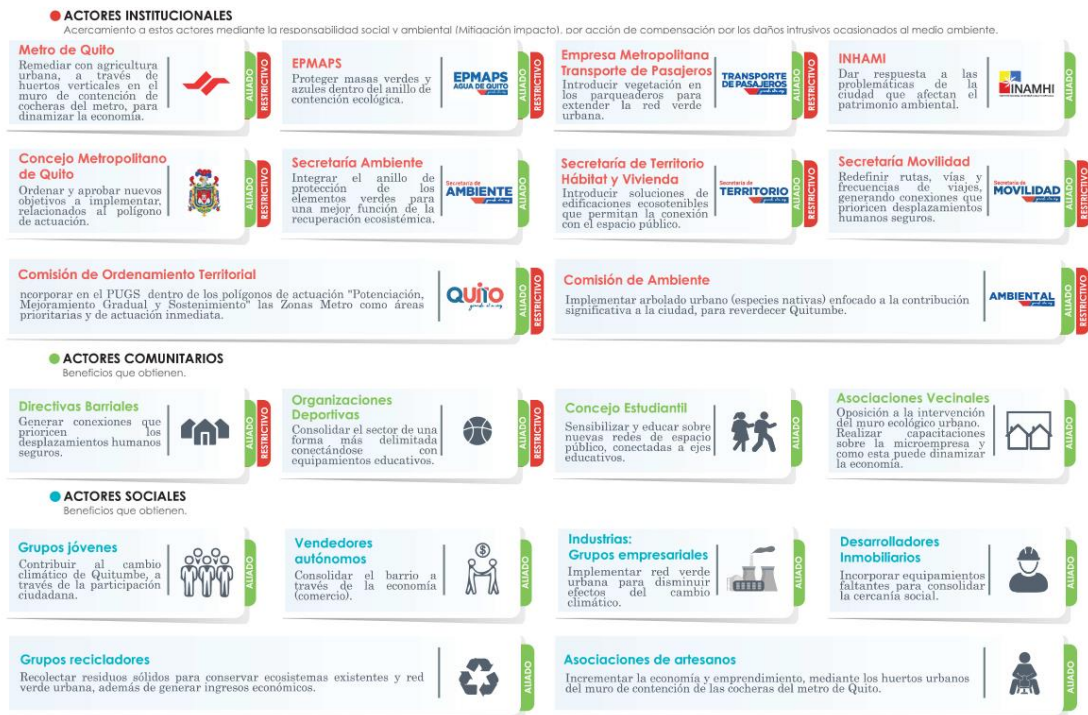 ACTORES INSTITUCIONALES
Acercamiento a estos actores mediante la responsabilidad social y ambiental (Mitigación impacto), por acción de compensación por los daños intrusivos ocasionados al medio ambiente.
Metro de Quito
Remediar con agricultura
urbana, a través de
huertos verticales en el
muro de contención de
cocheras del metro, para
dinamizar la economía.
ALIADO
RESTRICTIVO
EPMAPS
Proteger masas verdes y
azules dentro del anillo de
contención ecológica.
EPMAPS
AGUA DE QUITO
ALIADO
RESTRICTIVO
Empresa Metropolitana
Transporte de Pasajeros
Introducir vegetación en
los parqueaderos para
extender la red verde
urbana.
TRANSPORTE
DE PASAJEROS
ALIADO
RESTRICTIVO
INHAMI
Dar respuesta a las
problemáticas de la
ciudad que afectan el
patrimonio ambiental.
INAMHI
ALIADO
Concejo Metropolitano
de Quito
Ordenar y aprobar nuevos
objetivos a implementar,
relacionados al polígono
de actuación.
ALIADO
RESTRICTIVO
Secretaría Ambiente
Integrar el anillo de
protección de los
elementos verdes para
una mejor función de la
recuperación ecosistémica.
Secretaría de
AMBIENTE
ALIADO
Secretaría de Territorio
Hábitat y Vivienda
Introducir soluciones de
edificaciones ecosotenibles
que permitan la conexión
con el espacio público.
Secretaría de
TERRITORIO
ALIADO
RESTRICTIVO
Secretaría Movilidad
Redefinir rutas, vías y
frecuencias de viajes,
generando conexiones que
prioricen desplazamientos
humanos seguros.
Secretaría de
MOVILIDAD
ALIADO
RESTRICTIVO
Comisión de Ordenamiento Territorial
ncorporar en el PUGS dentro de los polígonos de actuación "Potenciación,
Mejoramiento Gradual y Sostenimiento" las Zonas Metro como áreas
prioritarias y de actuación inmediata.
QUITO
ALIADO
RESTRICTIVO
Comisión de Ambiente
Implementar arbolado urbano (especies nativas) enfocado a la contribución
significativa a la ciudad, para reverdecer Quitumbe.
AMBIENTAL
ALIADO
RESTRICTIVO
ACTORES COMUNITARIOS
Beneficios que obtienen.
Directivas Barriales
Generar conexiones que
prioricen los
desplazamientos humanos
seguros.
ALIADO
RESTRICTIVO
Organizaciones
Deportivas
Consolidar el sector de una
forma más delimitada
conectándose con
equipamientos educativos.
ALIADO
RESTRICTIVO
Concejo Estudiantil
Sensibilizar y educar sobre
nuevas redes de espacio
público, conectadas a ejes
educativos.
ALIADO
Asociaciones Vecinales
Oposición a la intervención
del muro ecológico urbano.
Realizar capacitaciones
sobre la microempresa y
como esta puede dinamizar
la economía.
ALIADO
ACTORES SOCIALES
Beneficios que obtienen.
Grupos jóvenes
Contribuir al cambio
climático de Quitumbe, a
través de la participación
ciudadana.
ALIADO
Vendedores
autónomos
Consolidar el barrio a
través de la economía
(comercio).
$
ALIADO
Industrias:
Grupos empresariales
Implementar red verde
urbana para disminuir
efectos del cambio
climático.
ALIADO
Desarrolladores
Inmobiliarios
Incorporar equipamientos
faltantes para consolidar
la cercanía social.
ALIADO
Grupos recicladores
Recolectar residuos sólidos para conservar ecosistemas existentes y red
verde urbana, además de generar ingresos económicos.
ALIADO
Asociaciones de artesanos
Incrementar la economía y emprendimiento, mediante los huertos urbanos
del muro de contención de las cocheras del metro de Quito.
ALIADO